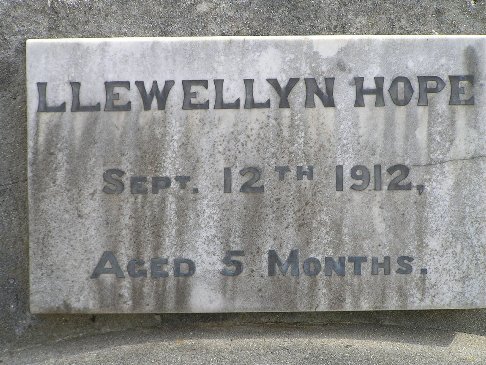 LLEWELLYN HOPE
SEPT. 12TH 1912,
AGED 5 MONTHS.